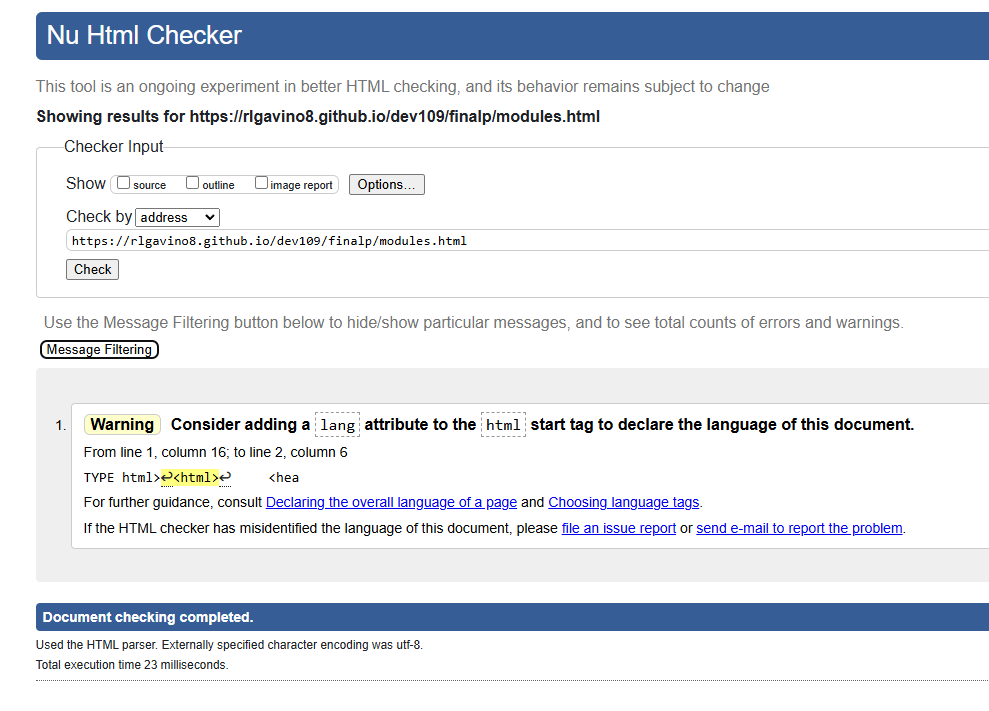 Nu Html Checker
This tool is an ongoing experiment in better HTML checking, and its behavior remains subject to change
Showing results for https://rlgavino8.github.io/dev109/finalp/modules.html
Checker Input
Show source outline image report Options...
Check by address
https://rlgavino8.github.io/dev109/finalp/modules.html
Check
Use the Message Filtering button below to hide/show particular messages, and to see total counts of errors and warnings.
Message Filtering
1. Warning Consider adding a lang attribute to the html start tag to declare the language of this document.
From line 1, column 16; to line 2, column 6
TYPE html>↩<html>↩ <hea
For further guidance, consult Declaring the overall language of a page and Choosing language tags.
If the HTML checker has misidentified the language of this document, please file an issue report or send e-mail to report the problem.
Document checking completed.
Used the HTML parser. Externally specified character encoding was utf-8.
Total execution time 23 milliseconds.